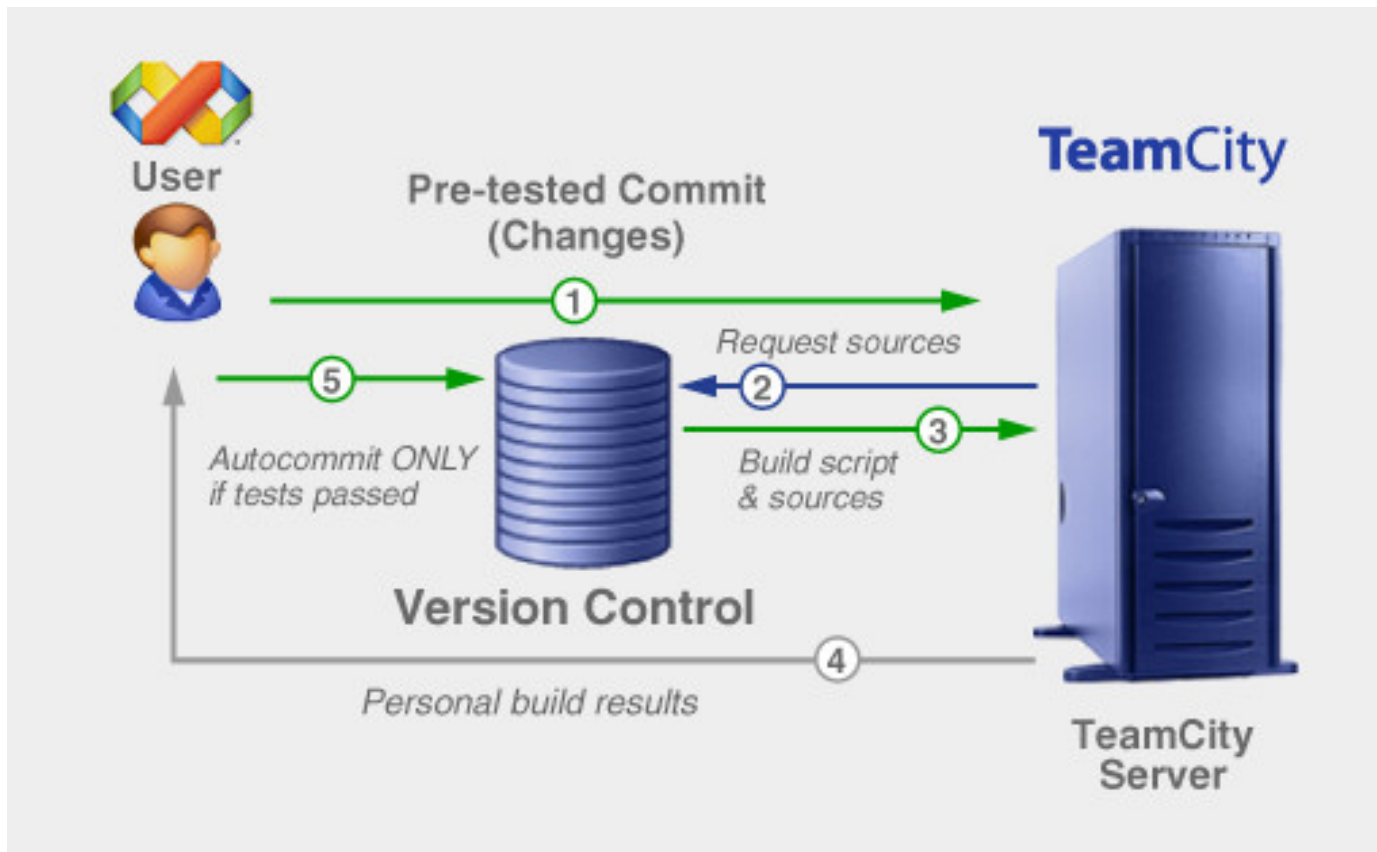 User
TeamCity
Pre-tested Commit
(Changes)
1
Request sources
5
2
3
Autocommit ONLY
if tests passed
Build script
& sources
Version Control
4
Personal build results
TeamCity
Server